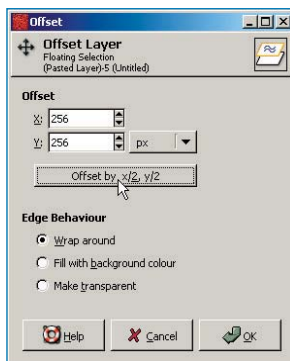 Offset
Offset Layer
Floating Selection
(Pasted Layer)-5 (Untitled)
Offset
X: 256
Y: 256 px
Offset by x/2, y/2
Edge Behaviour
Wrap around
Fill with background colour
Make transparent
Help Cancel OK